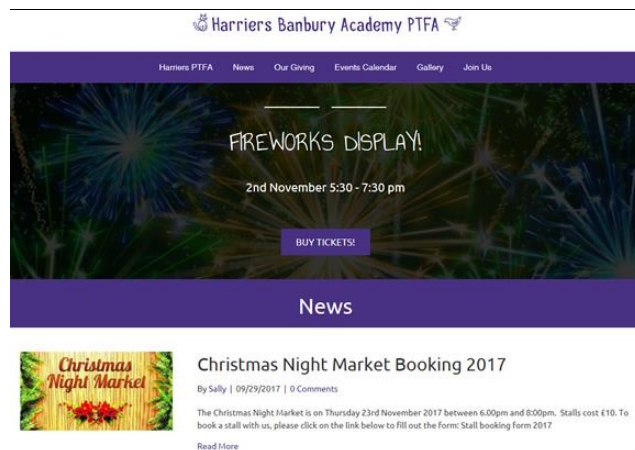 Harriers Banbury Academy PTFA
Harriers PTFA News Our Giving Events Calendar Gallery Join Us
FIREWORKS DISPLAY!
2nd November 5:30 - 7:30 pm
BUY TICKETS!
News
Christmas
Night Market
Christmas Night Market Booking 2017
By Sally | 09/29/2017 | 0 Comments
The Christmas Night Market is on Thursday 23rd November 2017 between 6.00pm and 8:00pm. Stalls cost £10. To
book a stall with us, please click on the link below to fill out the form: Stall booking form 2017
Read More